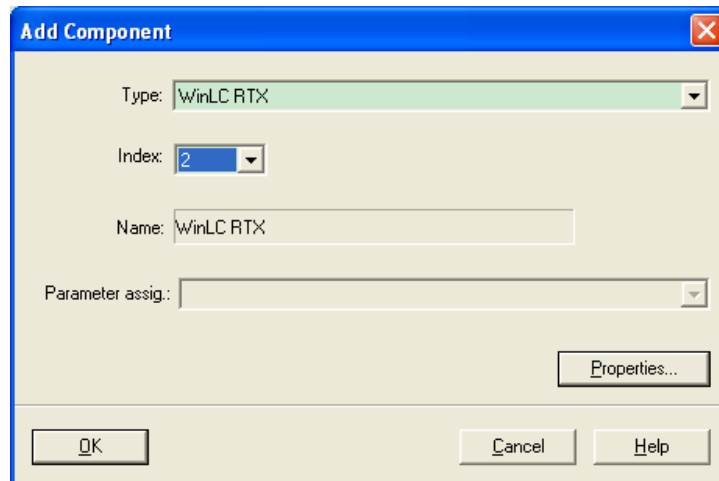 Add Component
Type: WinLC RTX
Index: 2
Name: WinLC RTX
Parameter assig.:
Properties...
OK Cancel Help